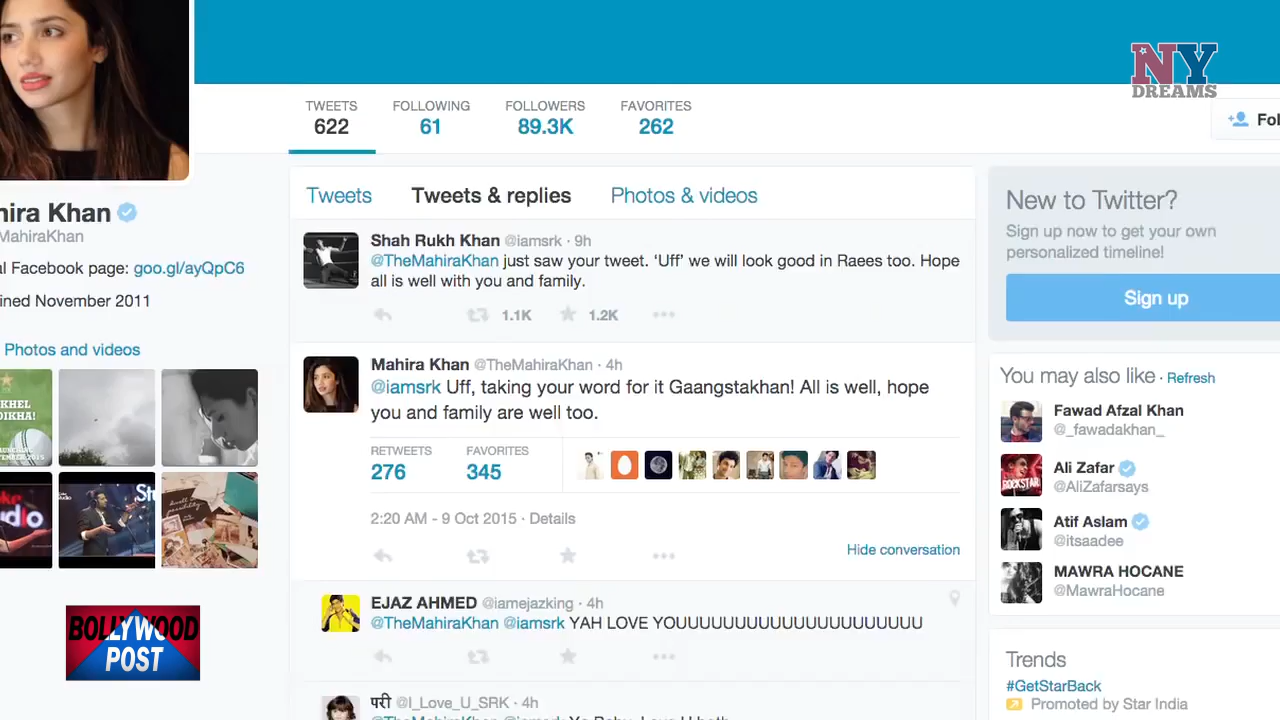 NY
DREAMS
TWEETS
622
FOLLOWING
61
FOLLOWERS
89.3K
FAVORITES
262
Fol
hira Khan
MahiraKhan
al Facebook page: goo.gl/ayQpC6
ined November 2011
Photos and videos
KHEL
DIKHA!
Tweets
Tweets & replies
Photos & videos
Shah Rukh Khan @iamsrk · 9h
@TheMahiraKhan just saw your tweet. ‘Uff’ we will look good in Raees too. Hope
all is well with you and family.
1.1K
1.2K
Mahira Khan @TheMahiraKhan · 4h
@iamsrk Uff, taking your word for it Gaangstakhan! All is well, hope
you and family are well too.
RETWEETS
276
FAVORITES
345
2:20 AM - 9 Oct 2015 · Details
Hide conversation
EJAZ AHMED @iamejazking · 4h
@TheMahiraKhan @iamsrk YAH LOVE YOUUUUUUUUUUUUUUUUUUUUU
परी @I_Love_U_SRK · 4h
New to Twitter?
Sign up now to get your own
personalized timeline!
Sign up
You may also like · Refresh
Fawad Afzal Khan
@_fawadakhan_
ROCKSTAR
Ali Zafar
@AliZafarsays
Atif Aslam
@itsaadee
MAWRA HOCANE
@MawraHocane
Trends
#GetStarBack
Promoted by Star India
BOLLYWOOD
POST